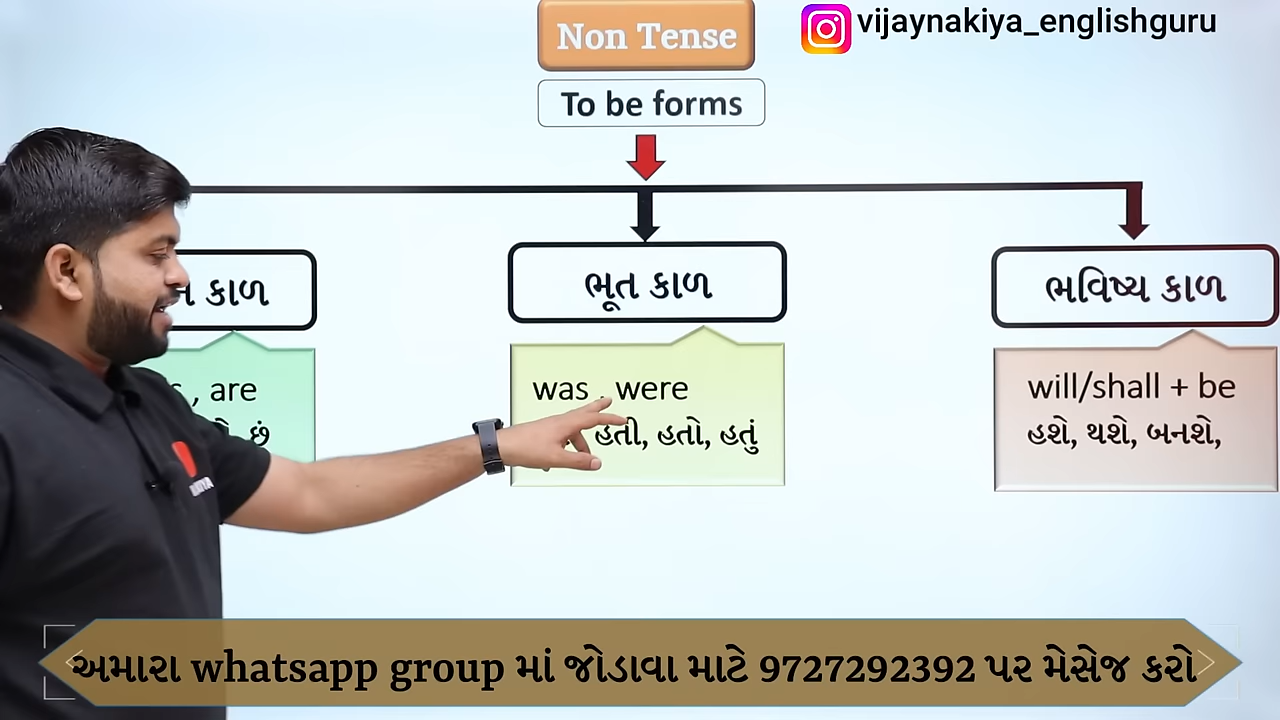 Non Tense
vijaynakiya_englishguru
To be forms
કાળ
ભૂત કાળ
ભવિષ્ય કાળ
, are
છં
was , were
હતી, હતો, હતું
will/shall + be
હશે, થશે, બનશે,
અમારા whatsapp group માં જોડાવા માટે 9727292392 પર મેસેજ કરો